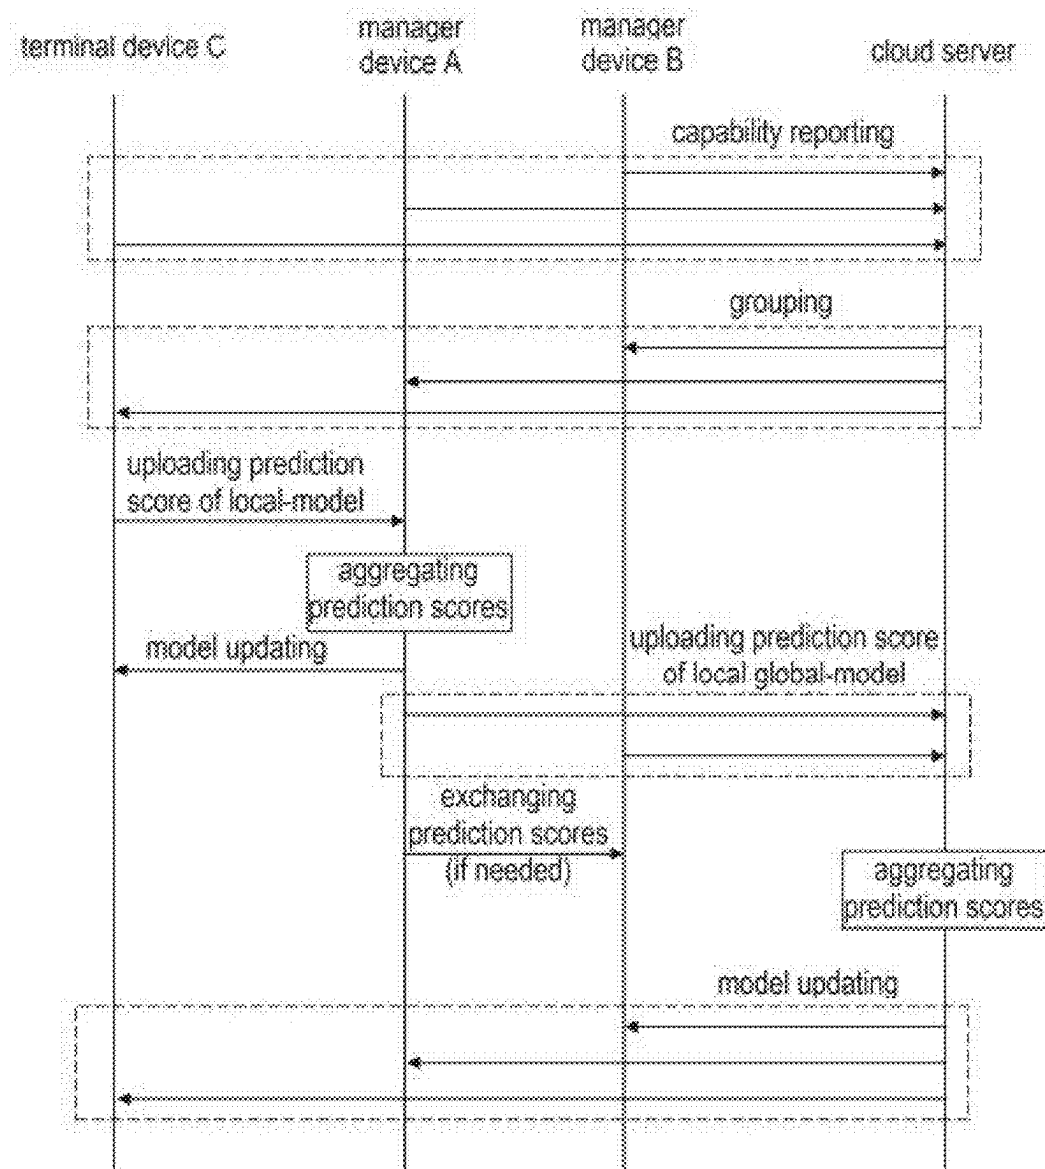 terminal device C
manager
device A
manager
device B
cloud server
capability reporting
grouping
uploading prediction
score of local-model
aggregating
prediction scores
model updating
uploading prediction score
of local global-model
exchanging
prediction scores
(if needed)
aggregating
prediction scores
model updating